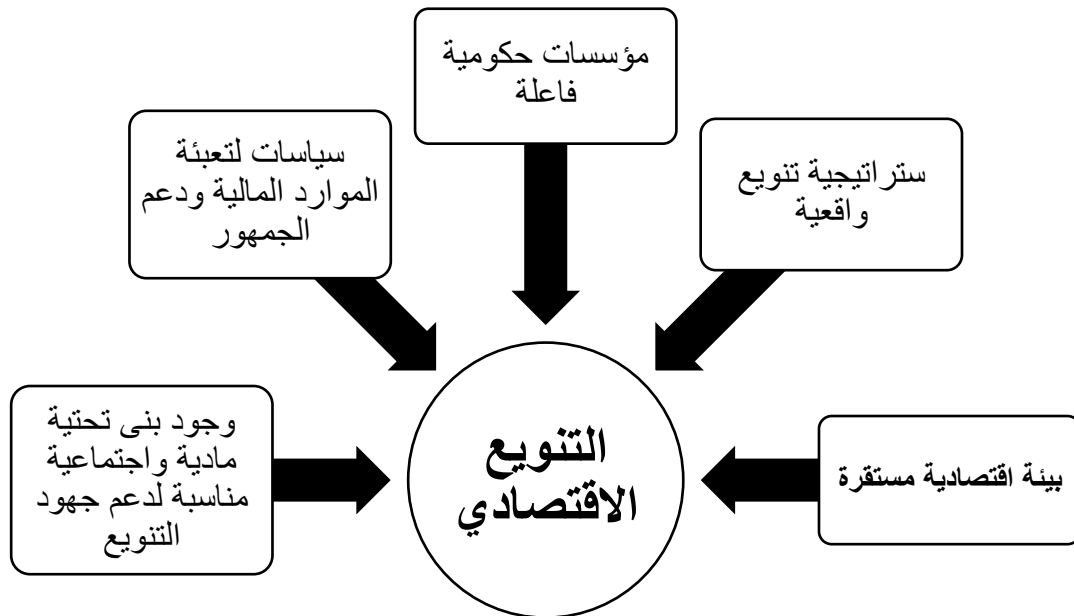 مؤسسات حكومية
فاعلة
ستراتيجية تنويع
واقعية
سياسات لتعبئة
الموارد المالية ودعم
الجمهور
بيئة اقتصادية مستقرة
وجود بنى تحتية
مادية واجتماعية
مناسبة لدعم جهود
التنويع
التنويع
الاقتصادي